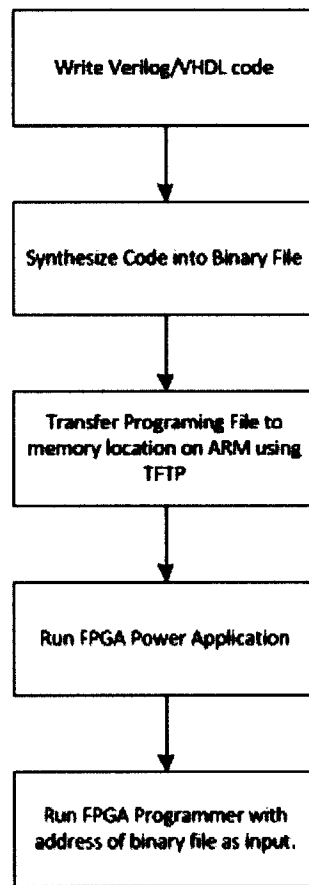 Write Verilog/VHDL code
Synthesize Code into Binary File
Transfer Programing File to
memory location on ARM using
TFTP
Run FPGA Power Application
Run FPGA Programmer with
address of binary file as input.